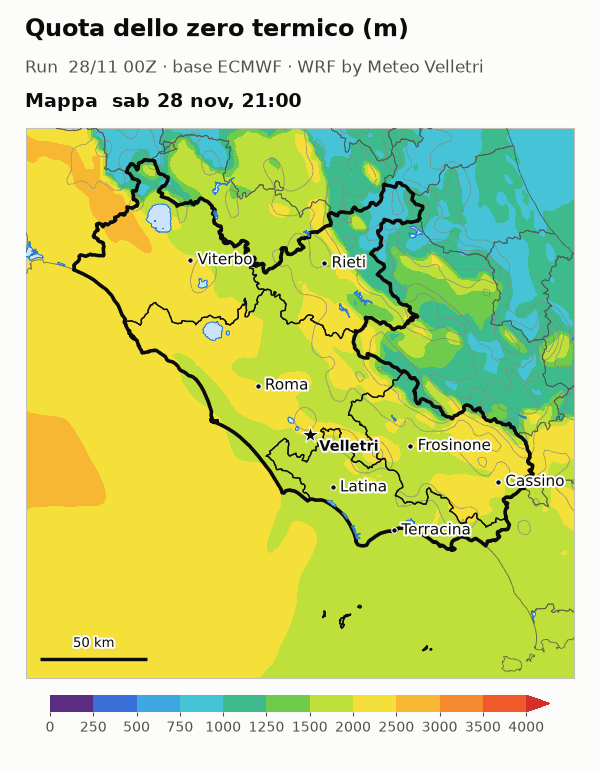 Quota dello zero termico (m)
Run  28/11 00Z · base ECMWF · WRF by Meteo Velletri
Mappa  sab 28 nov, 21:00
Viterbo
Rieti
Roma
Velletri
Frosinone
Cassino
Latina
Terracina
50 km
0 250 500 750 1000 1250 1500 2000 2500 3000 3500 4000